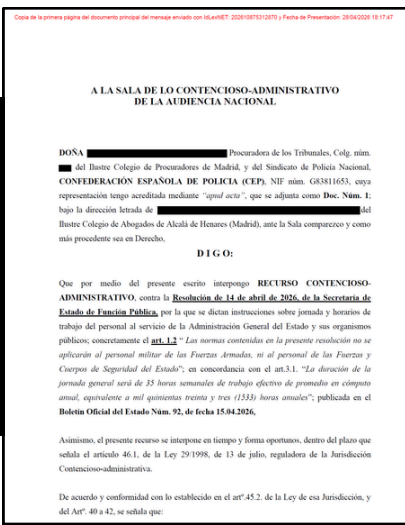 Copia de la primera página del documento principal del mensaje enviado con IdLexNET: 202610875312870 y Fecha de Presentación: 28/04/2026 18:17:47
A LA SALA DE LO CONTENCIOSO-ADMINISTRATIVO
DE LA AUDIENCIA NACIONAL
DOÑA Procuradora de los Tribunales, Colg. núm.
del Ilustre Colegio de Procuradores de Madrid, y del Sindicato de Policía Nacional,
CONFEDERACIÓN ESPAÑOLA DE POLICIA (CEP), NIF núm. G83811653, cuya
representación tengo acreditada mediante "apud acta", que se adjunta como Doc. Núm. 1;
bajo la dirección letrada de del
Ilustre Colegio de Abogados de Alcalá de Henares (Madrid), ante la Sala comparezco y como
más procedente sea en Derecho,
D I G O:
Que por medio del presente escrito interpongo RECURSO CONTENCIOSO-
ADMINISTRATIVO, contra la Resolución de 14 de abril de 2026, de la Secretaría de
Estado de Función Pública, por la que se dictan instrucciones sobre jornada y horarios de
trabajo del personal al servicio de la Administración General del Estado y sus organismos
públicos; concretamente el art. 1.2 " Las normas contenidas en la presente resolución no se
aplicarán al personal militar de las Fuerzas Armadas, ni al personal de las Fuerzas y
Cuerpos de Seguridad del Estado"; en concordancia con el art.3.1. "La duración de la
jornada general será de 35 horas semanales de trabajo efectivo de promedio en cómputo
anual, equivalente a mil quinientas treinta y tres (1533) horas anuales"; publicada en el
Boletín Oficial del Estado Núm. 92, de fecha 15.04.2026,
Asimismo, el presente recurso se interpone en tiempo y forma oportunos, dentro del plazo que
señala el artículo 46.1, de la Ley 29/1998, de 13 de julio, reguladora de la Jurisdicción
Contencioso-administrativa.
De acuerdo y conformidad con lo establecido en el artº.45.2. de la Ley de esa Jurisdicción, y
del Artº. 40 a 42, se señala que: